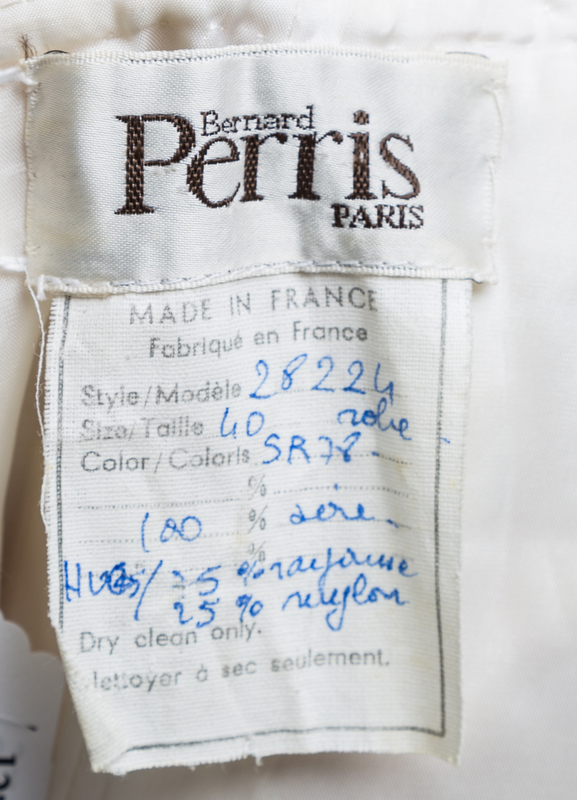 Bernard
Perris
PARIS
MADE IN FRANCE
Fabriqué en France
Style/Modèle 28224
Size/Taille 40 robe
Color/Coloris SR78
%
100 % soie
%
75 % rayonne
25 % nylon
Dry clean only.
Nettoyer à sec seulement.